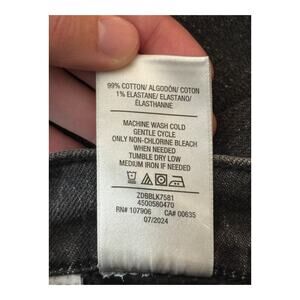 99% COTTON/ ALGODÓN/ COTON
1% ELASTANE/ ELASTANO/
ÉLASTHANNE
MACHINE WASH COLD
GENTLE CYCLE
ONLY NON-CHLORINE BLEACH
WHEN NEEDED
TUMBLE DRY LOW
MEDIUM IRON IF NEEDED
ZDBBLK7581
4500580470
RN# 107906 CA# 00635
07/2024